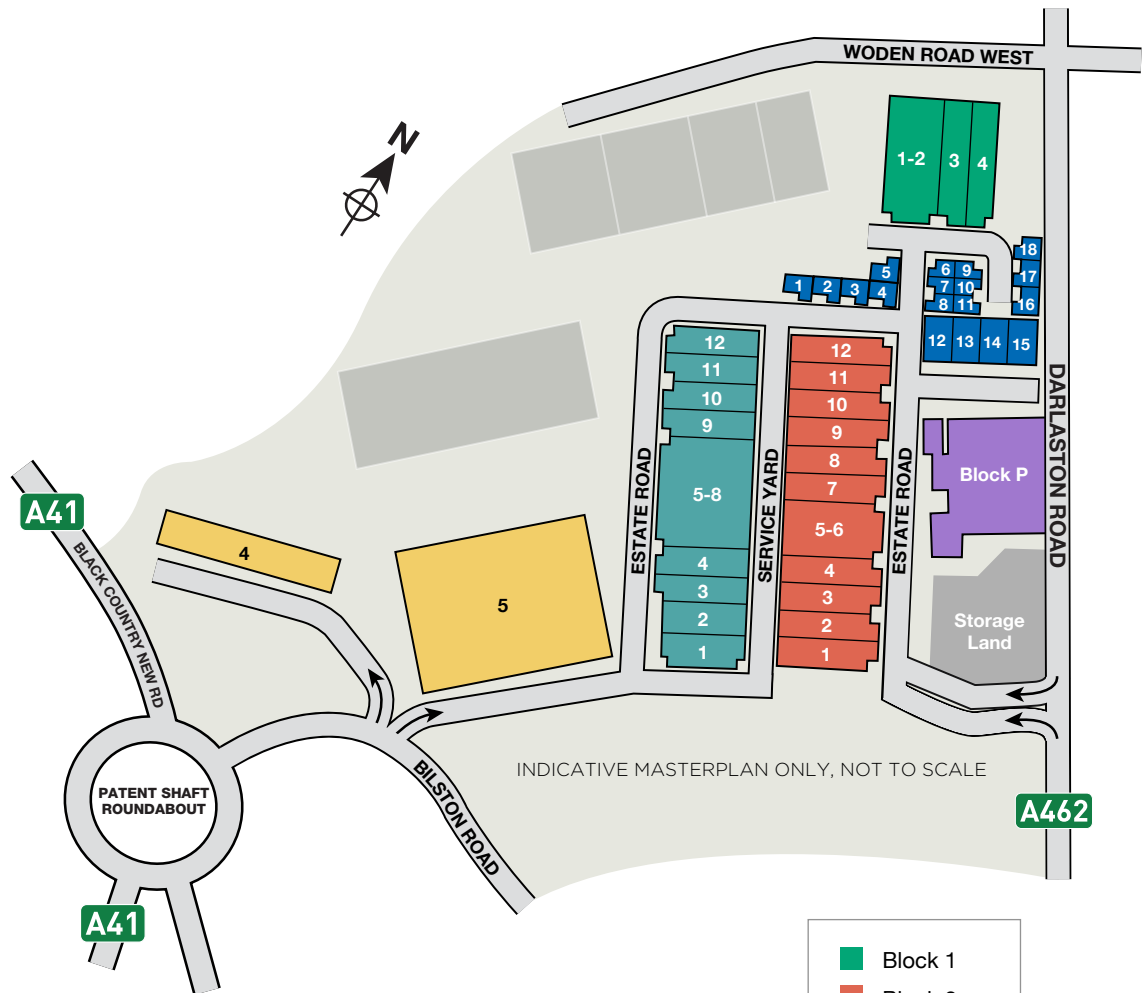 WODEN ROAD WEST
N
1-2
3
4
18
17
16
5
1
2
3
4
6
9
7
10
8
11
12
13
14
15
12
11
10
9
5-8
4
3
2
1
12
11
10
9
8
7
5-6
4
3
2
1
ESTATE ROAD
SERVICE YARD
ESTATE ROAD
DARLASTON ROAD
Block P
Storage
Land
A41
BLACK COUNTRY NEW RD
4
5
INDICATIVE MASTERPLAN ONLY, NOT TO SCALE
BILSTON ROAD
PATENT SHAFT
ROUNDABOUT
A462
A41
Block 1